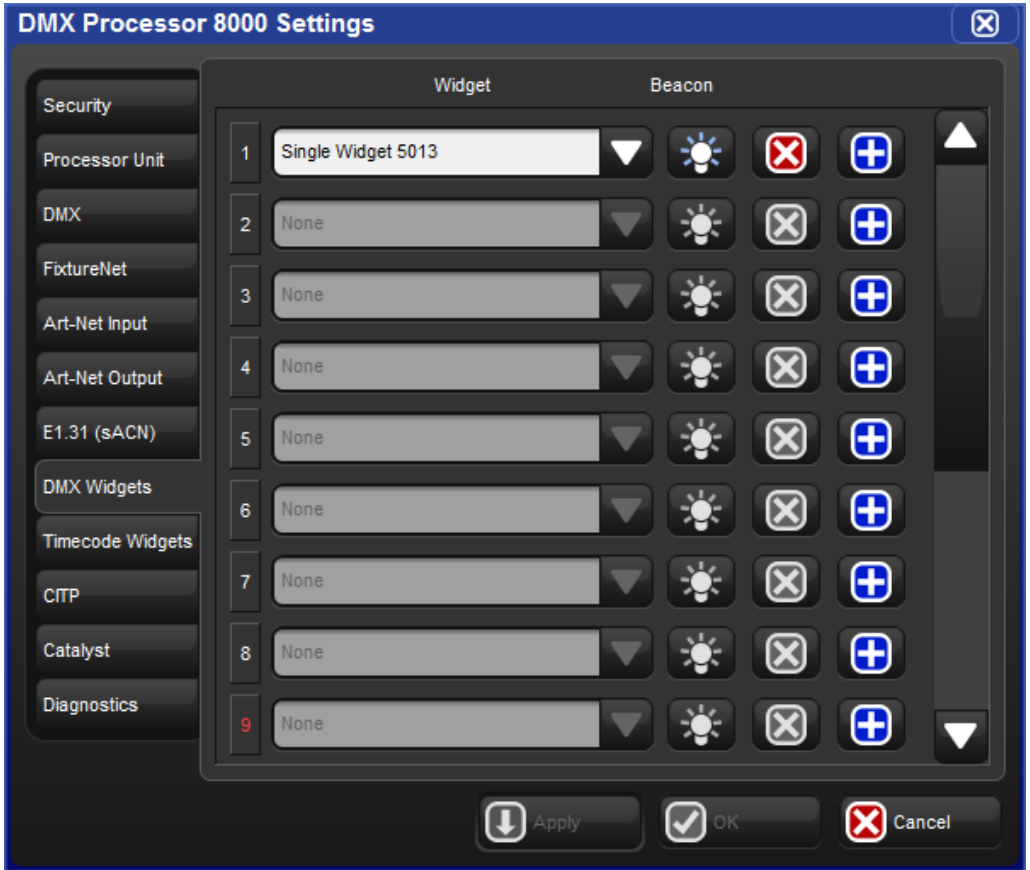 DMX Processor 8000 Settings
Security
Processor Unit
DMX
FixtureNet
Art-Net Input
Art-Net Output
E1.31 (sACN)
DMX Widgets
Timecode Widgets
CITP
Catalyst
Diagnostics
Widget Beacon
1 Single Widget 5013
2 None
3 None
4 None
5 None
6 None
7 None
8 None
9 None
Apply OK Cancel